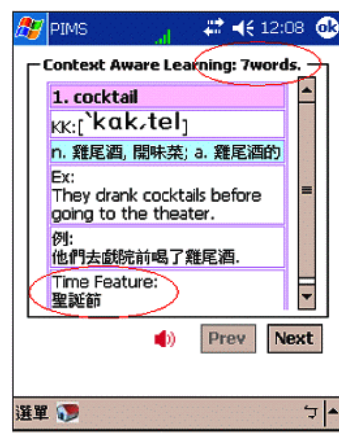 PIMS 12:08 ok
Context Aware Learning: 7words.
1. cocktail
KK:[ˋkɑkˏtel]
n. 雞尾酒, 開味菜; a. 雞尾酒的
Ex:
They drank cocktails before
going to the theater.
例:
他們去戲院前喝了雞尾酒.
Time Feature:
聖誕節
Prev Next
選單 ㄅ